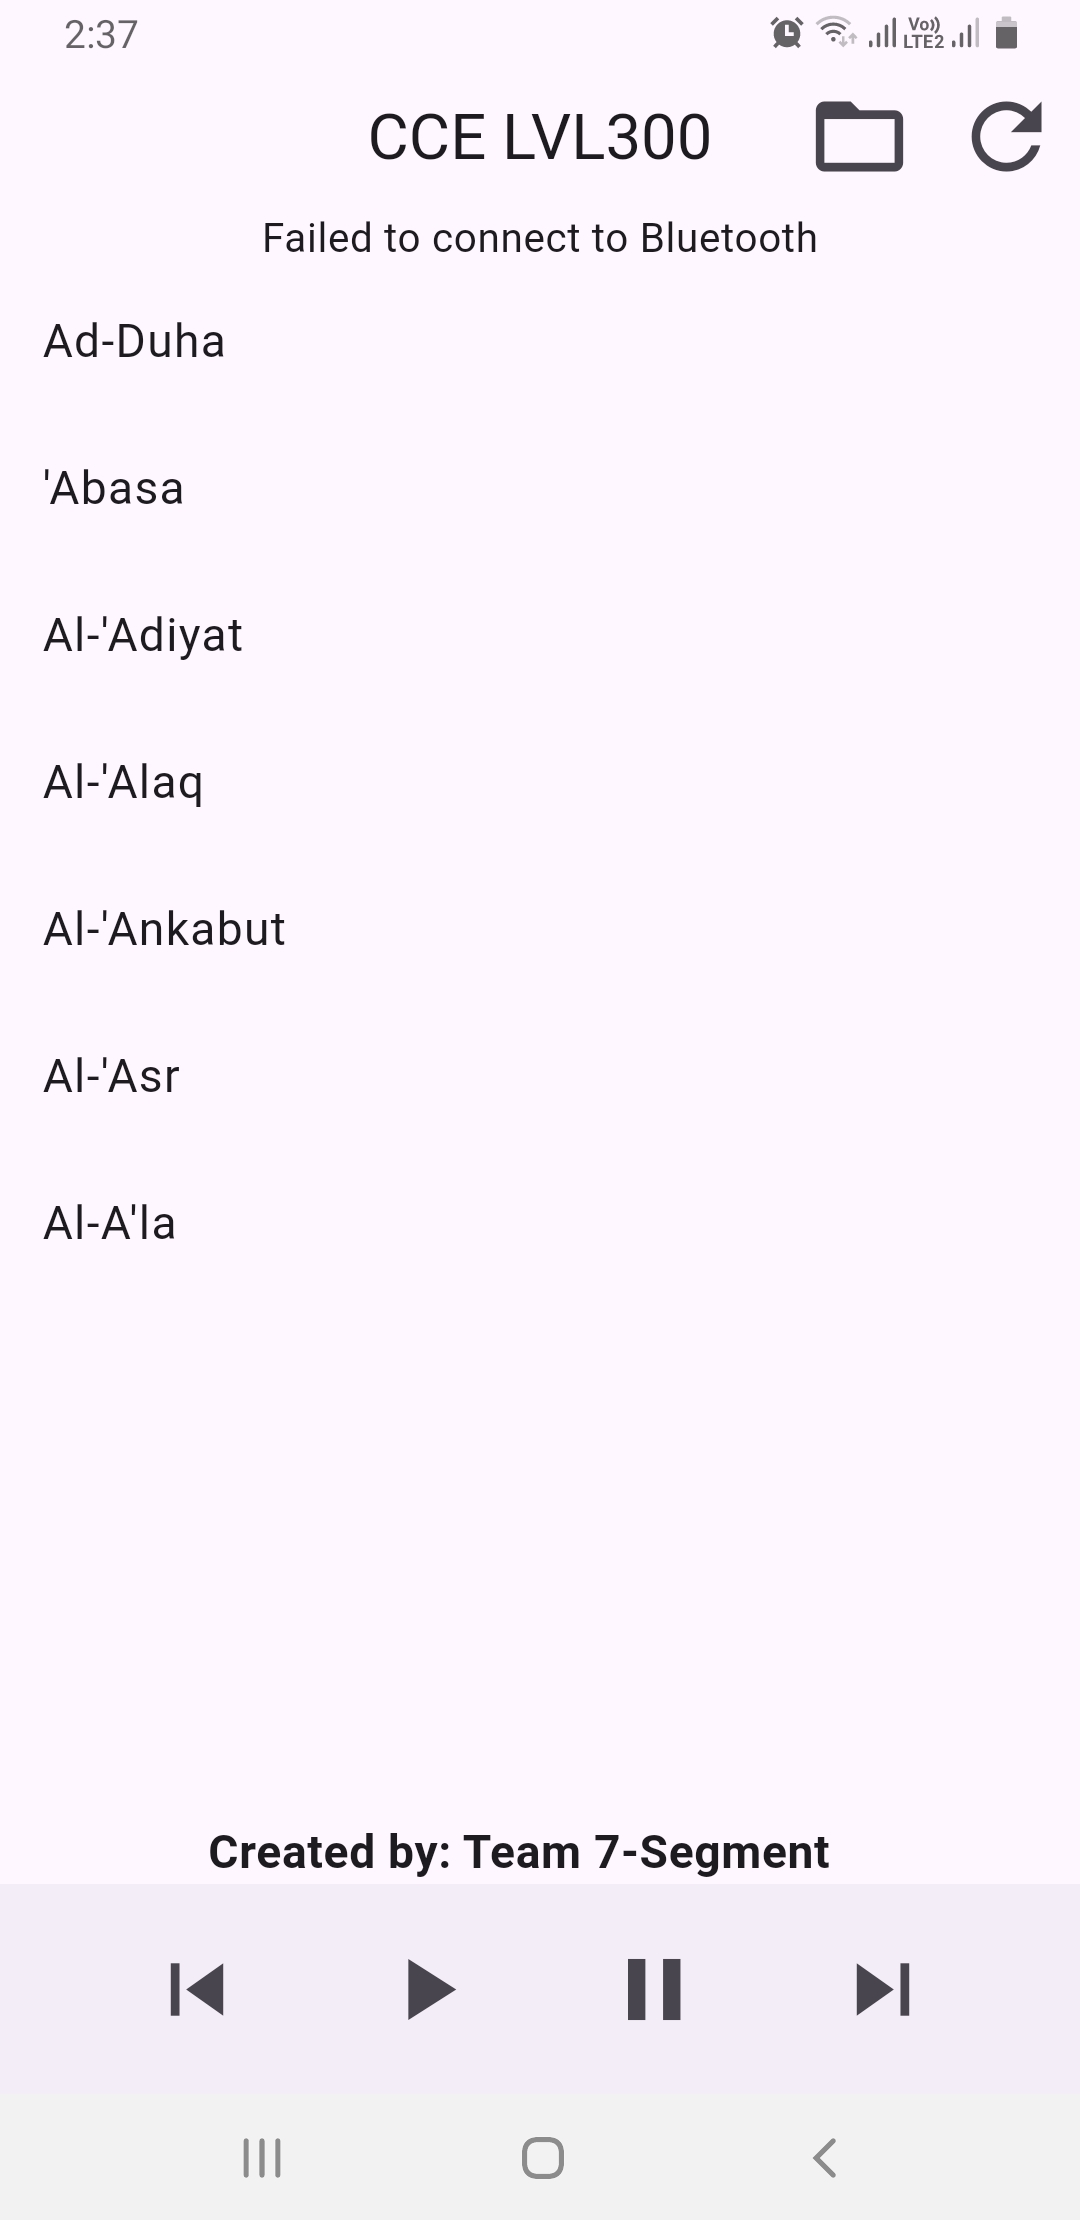 2:37
Vo)) LTE2
CCE LVL300
Failed to connect to Bluetooth
Ad-Duha
'Abasa
Al-'Adiyat
Al-'Alaq
Al-'Ankabut
Al-'Asr
Al-A'la
Created by: Team 7-Segment